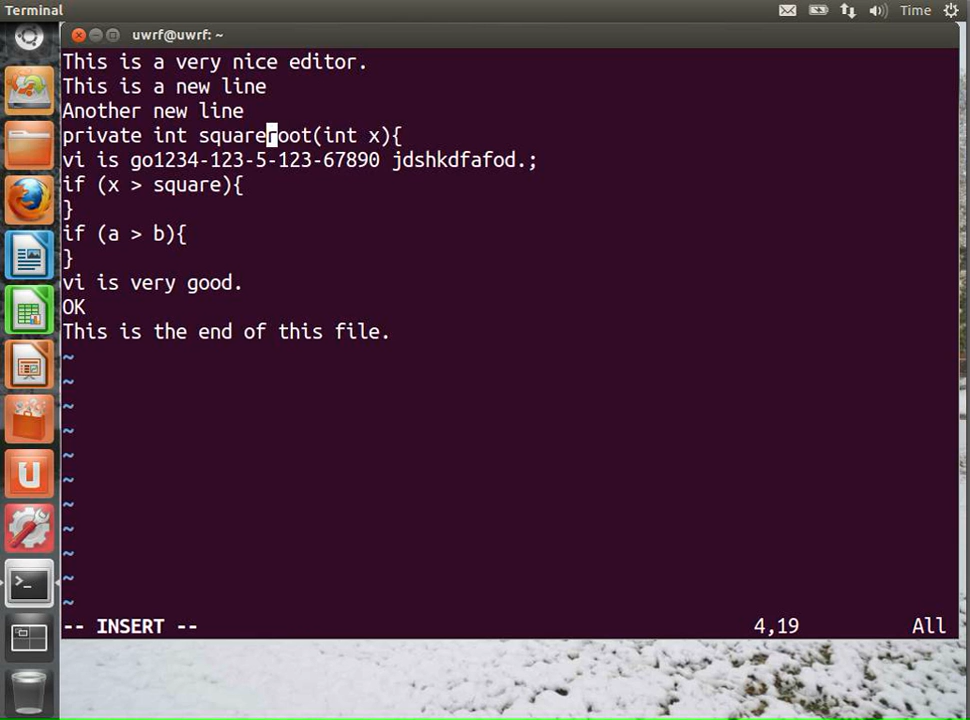 Terminal
Time
uwrf@uwrf: ~
This is a very nice editor.
This is a new line
Another new line
private int squareroot(int x){
vi is go1234-123-5-123-67890 jdshkdfafod.;
if (x > square){
}
if (a > b){
}
vi is very good.
OK
This is the end of this file.
~
~
~
~
~
~
~
~
~
~
~
-- INSERT -- 4,19 All